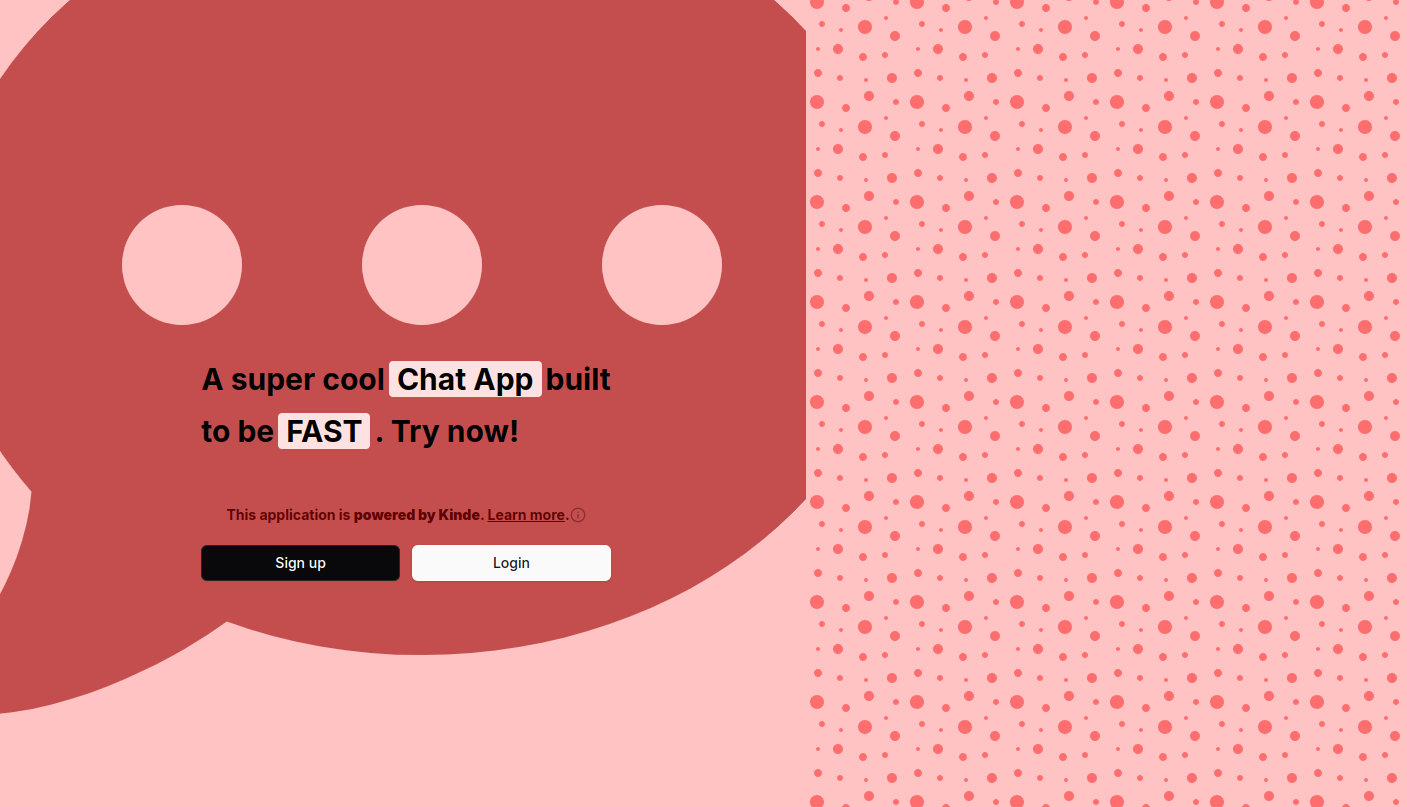 A super cool Chat App built
to be FAST . Try now!
This application is powered by Kinde. Learn more.
Sign up
Login